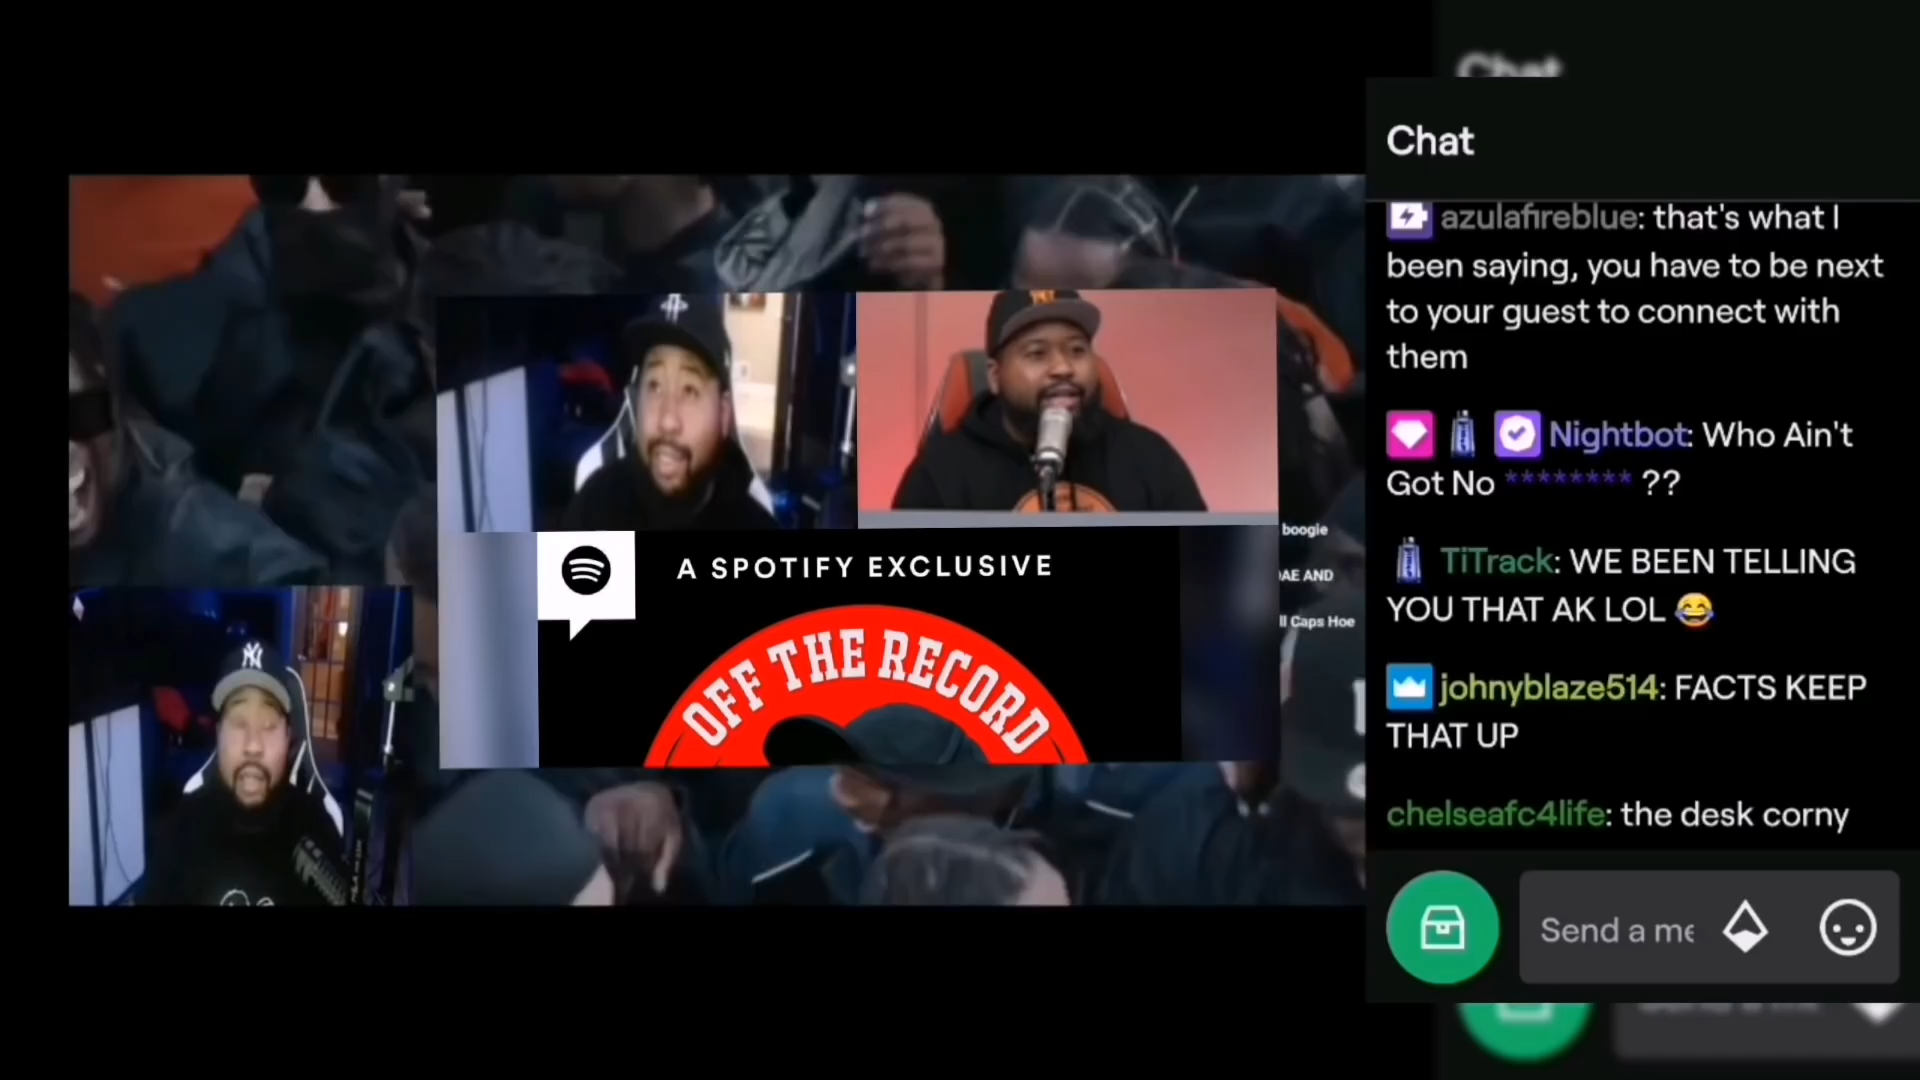 Chat
Chat
azulafireblue: that's what I
been saying, you have to be next
to your guest to connect with
them
Nightbot: Who Ain't
Got No ******** ??
TiTrack: WE BEEN TELLING
YOU THAT AK LOL 😂
johnyblaze514: FACTS KEEP
THAT UP
chelseafc4life: the desk corny
Send a me
A SPOTIFY EXCLUSIVE
OFF THE RECORD
boogie
AE AND
ll Caps Hoe
NY